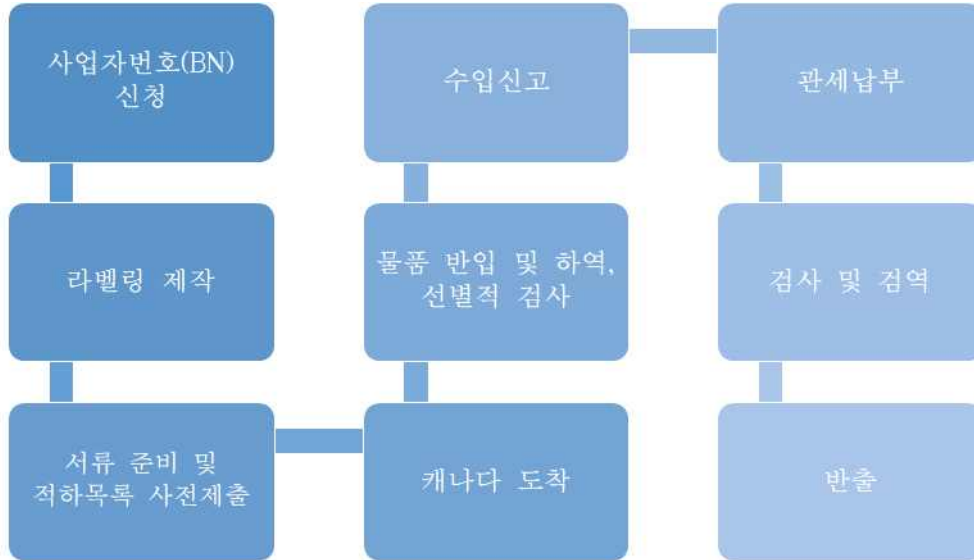 사업자번호(BN)
신청
라벨링 제작
서류 준비 및
적하목록 사전제출
캐나다 도착
물품 반입 및 하역,
선별적 검사
수입신고
관세납부
검사 및 검역
반출